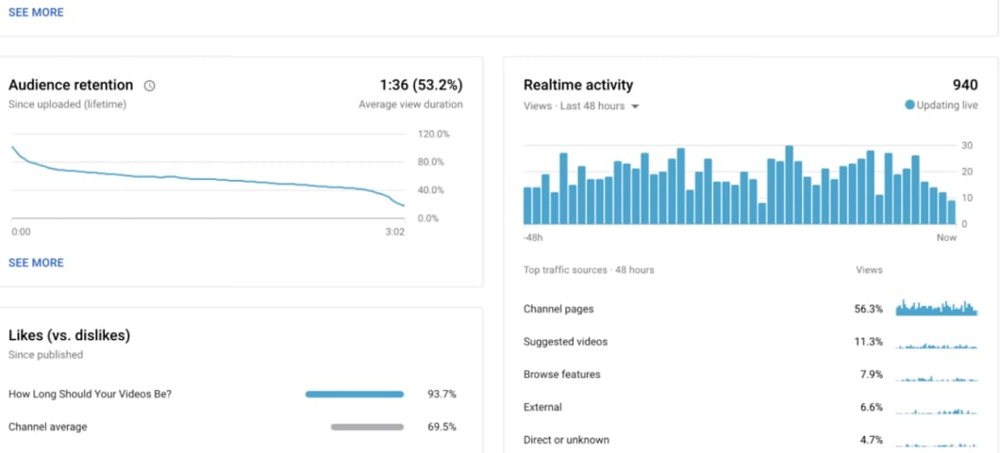 SEE MORE
Audience retention
1:36 (53.2%)
Since uploaded (lifetime)
Average view duration
120.0%
80.0%
40.0%
0.0%
0:00
3:02
SEE MORE
Likes (vs. dislikes)
Since published
How Long Should Your Videos Be?
93.7%
Channel average
69.5%
Realtime activity
940
Views · Last 48 hours
Updating live
30
20
10
0
-48h
Now
Top traffic sources · 48 hours
Views
Channel pages
56.3%
Suggested videos
11.3%
Browse features
7.9%
External
6.6%
Direct or unknown
4.7%